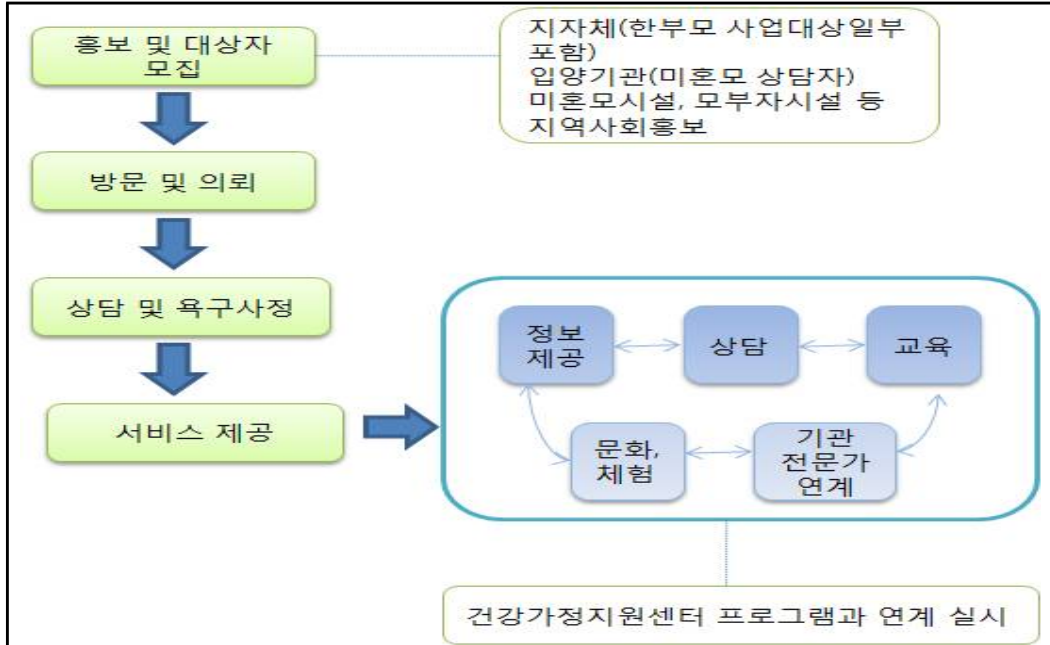 홍보 및 대상자
모집
지자체(한부모 사업대상일부
포함)
입양기관(미혼모 상담자)
미혼모시설, 모부자시설 등
지역사회홍보
방문 및 의뢰
상담 및 욕구사정
서비스 제공
정보
제공
상담
교육
문화,
체험
기관
전문가
연계
건강가정지원센터 프로그램과 연계 실시